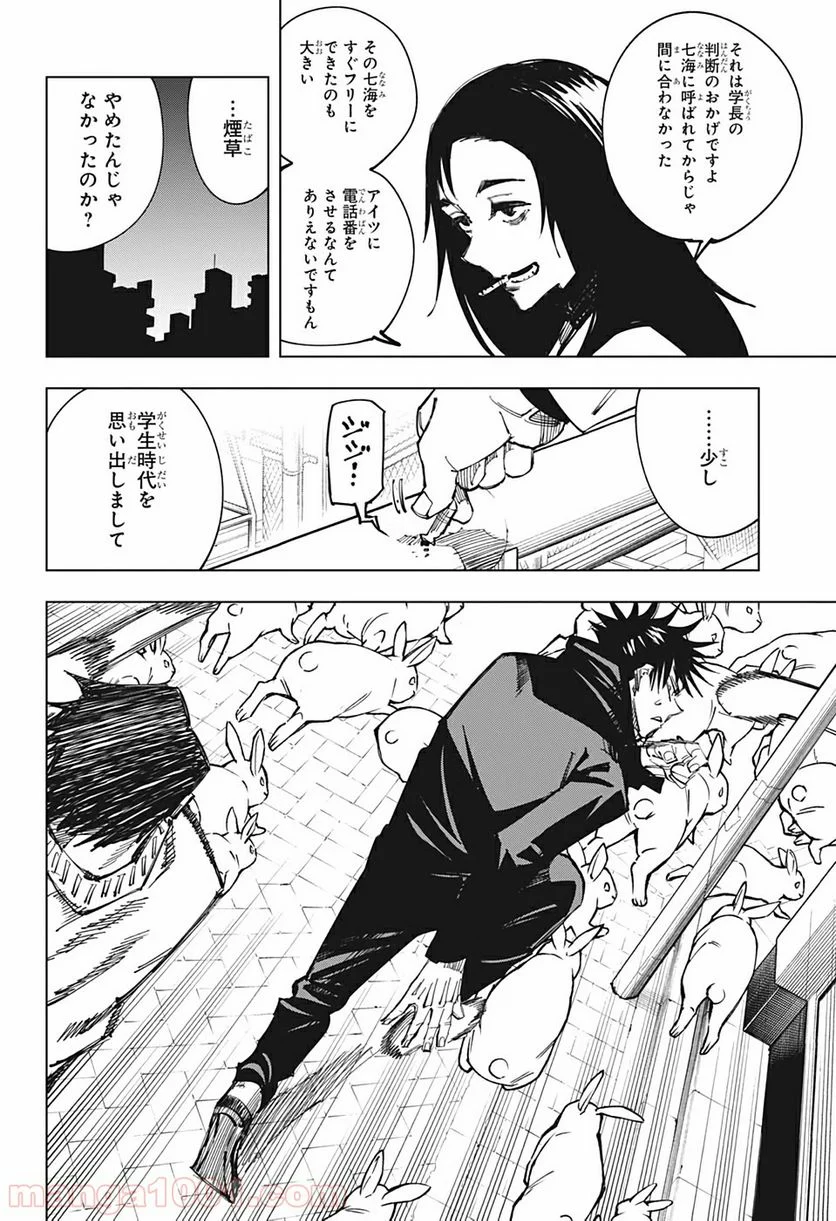 それは学長の
判断のおかげですよ
七海に呼ばれてからじゃ
間に合わなかった
その七海を
すぐフリーに
できたのも
大きい
アイツに
電話番を
させるなんて
ありえないですもん
…煙草
やめたんじゃ
なかったのか？
……少し
ジジ…
学生時代を
思い出しまして